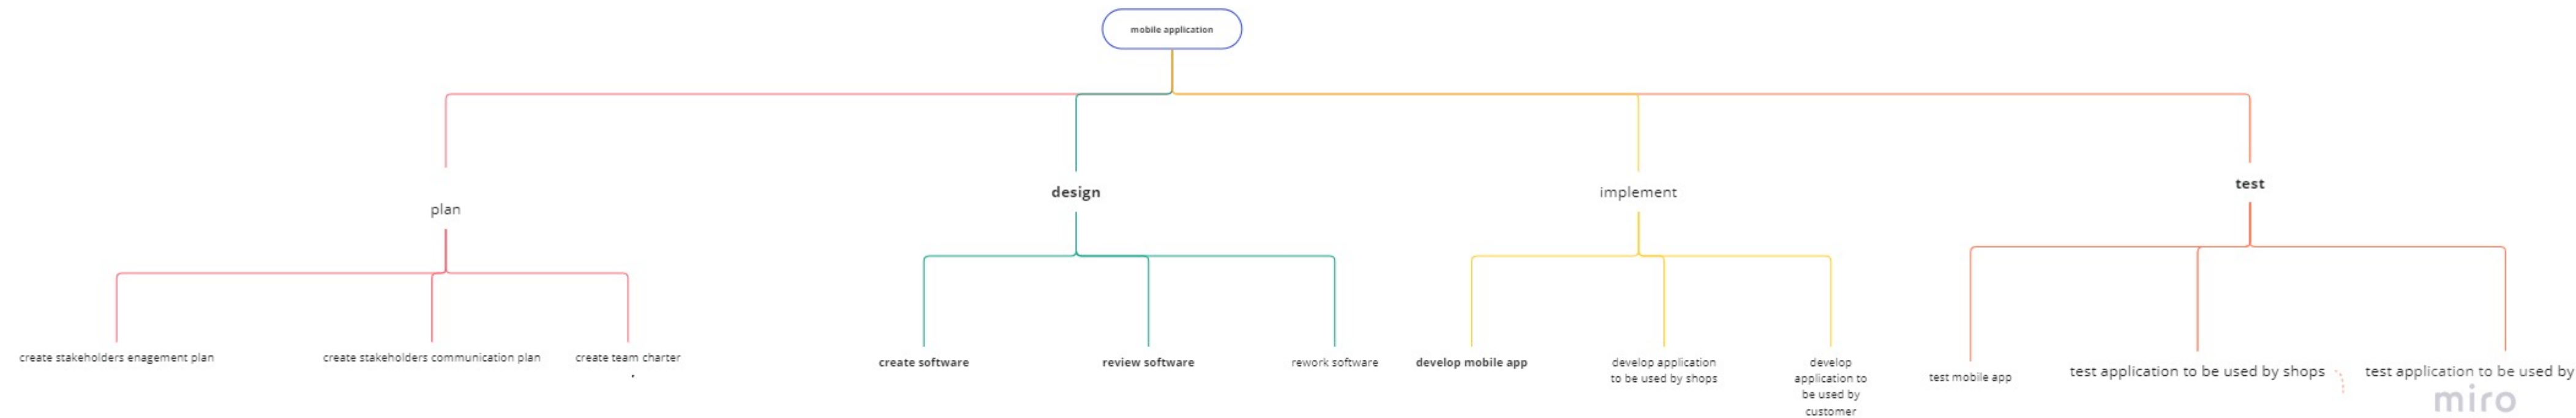 mobile application
plan
design
implement
test
create stakeholders enagement plan
create stakeholders communication plan
create team charter
.
create software
review software
rework software
develop mobile app
develop application
to be used by shops
develop
application to
be used by
customer
test mobile app
test application to be used by shops
test application to be used by
miro